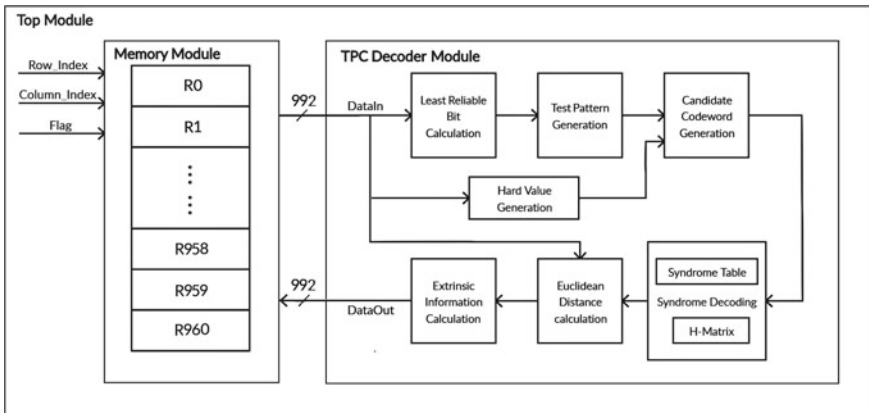 Top Module
Memory Module
Row_Index
Column_Index
Flag
R0
R1
R958
R959
R960
992
992
TPC Decoder Module
DataIn
Least Reliable
Bit
Calculation
Test Pattern
Generation
Candidate
Codeword
Generation
Hard Value
Generation
DataOut
Extrinsic
Information
Calculation
Euclidean
Distance
calculation
Syndrome Table
Syndrome Decoding
H-Matrix